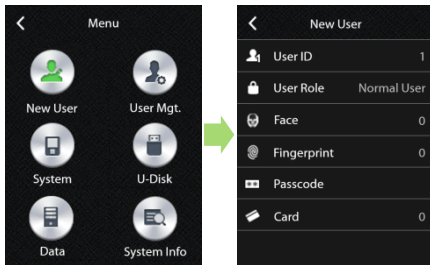 Menu
New User User Mgt.
System U-Disk
Data System Info
New User
User ID 1
User Role Normal User
Face 0
Fingerprint 0
Passcode
Card 0